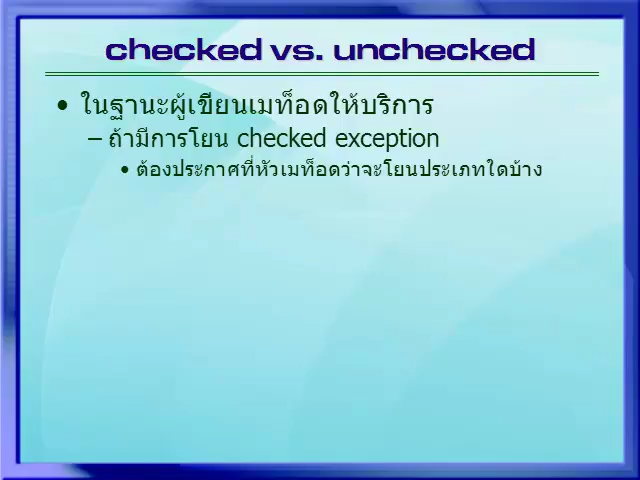 checked vs. unchecked
• ในฐานะผู้เขียนเมท็อดให้บริการ
– ถ้ามีการโยน checked exception
• ต้องประกาศที่หัวเมท็อดว่าจะโยนประเภทใดบ้าง